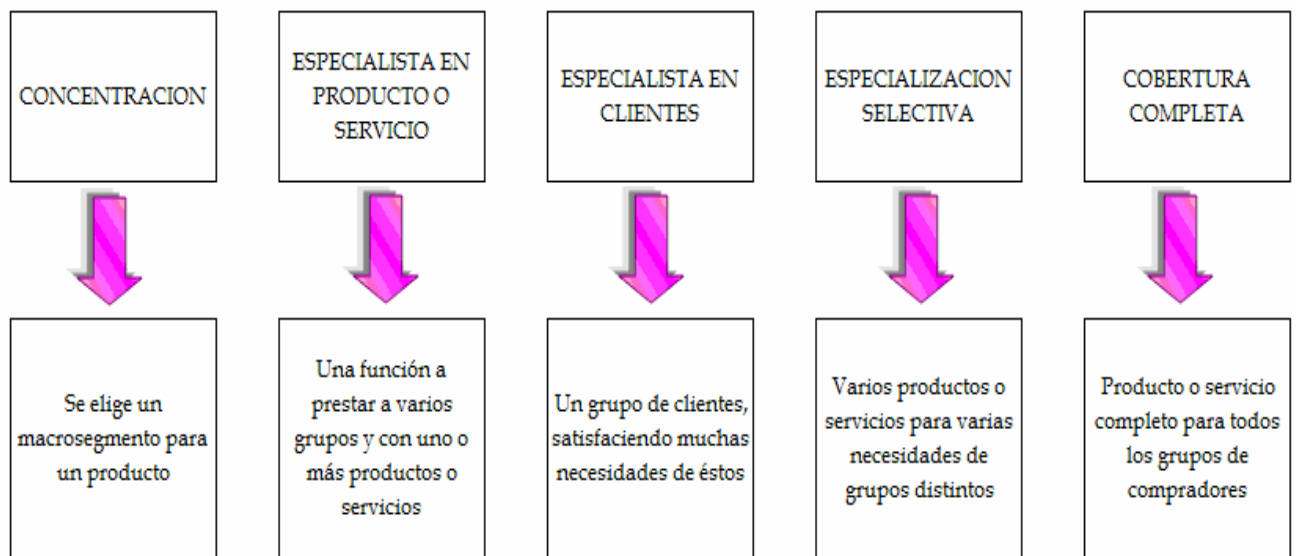 CONCENTRACION
ESPECIALISTA EN
PRODUCTO O
SERVICIO
ESPECIALISTA EN
CLIENTES
ESPECIALIZACION
SELECTIVA
COBERTURA
COMPLETA
Se elige un
macrosegmento para
un producto
Una función a
prestar a varios
grupos y con uno o
más productos o
servicios
Un grupo de clientes,
satisfaciendo muchas
necesidades de éstos
Varios productos o
servicios para varias
necesidades de
grupos distintos
Producto o servicio
completo para todos
los grupos de
compradores